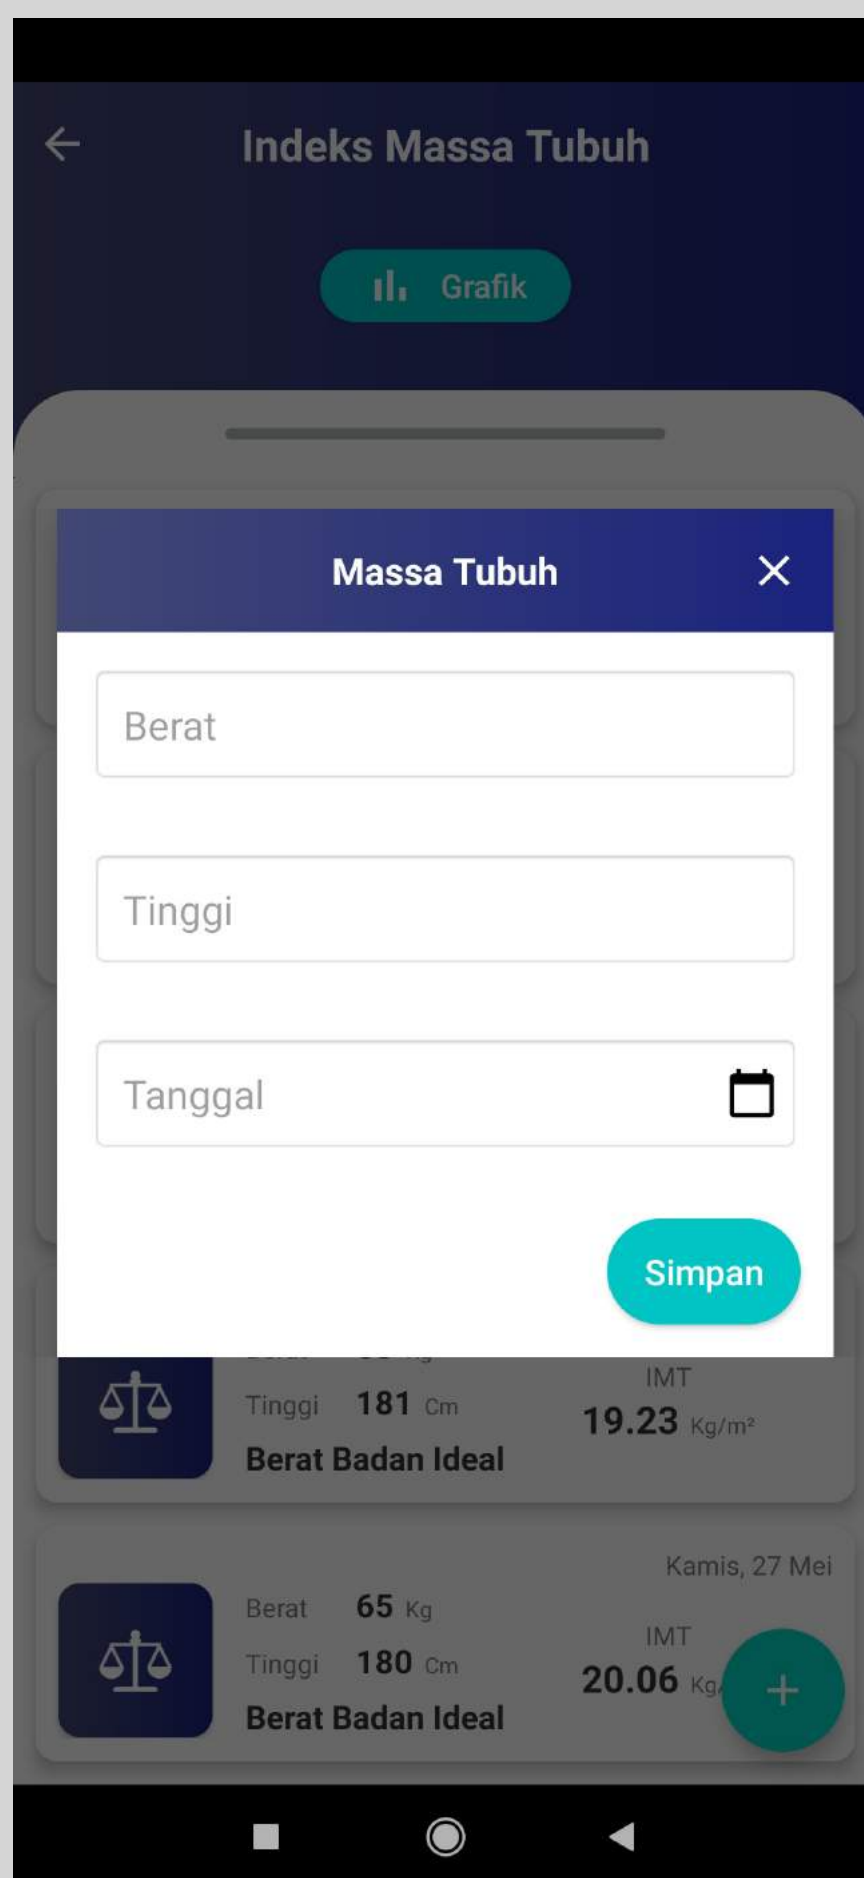 Indeks Massa Tubuh
Grafik
Massa Tubuh
Berat
Tinggi
Tanggal
Simpan
IMT
Tinggi 181 Cm
19.23 Kg/m²
Berat Badan Ideal
Kamis, 27 Mei
Berat 65 Kg
IMT
Tinggi 180 Cm
20.06
Berat Badan Ideal